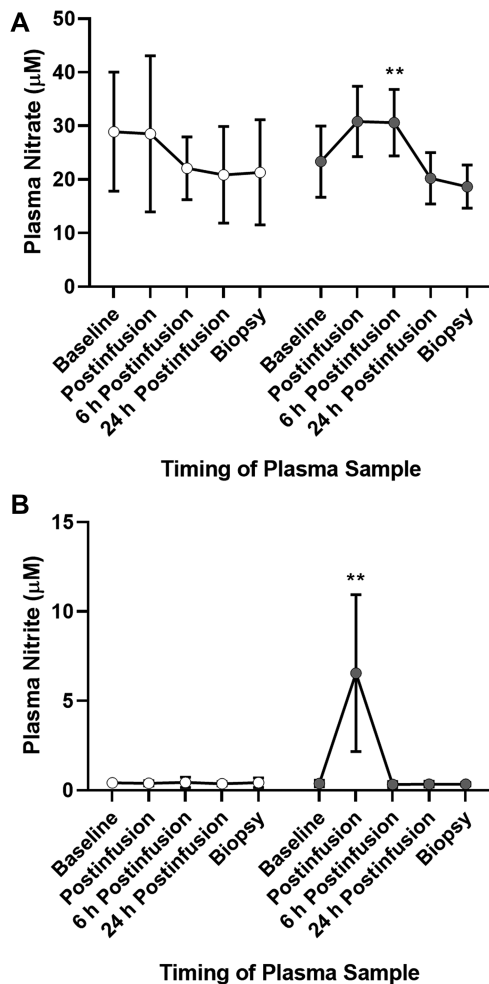 A
Plasma Nitrate (μM)
50
40
30
20
10
0
**
Baseline
Postinfusion
6 h Postinfusion
24 h Postinfusion
Biopsy
Baseline
Postinfusion
6 h Postinfusion
24 h Postinfusion
Biopsy
Timing of Plasma Sample
B
Plasma Nitrite (μM)
15
10
5
0
**
Baseline
Postinfusion
6 h Postinfusion
24 h Postinfusion
Biopsy
Baseline
Postinfusion
6 h Postinfusion
24 h Postinfusion
Biopsy
Timing of Plasma Sample